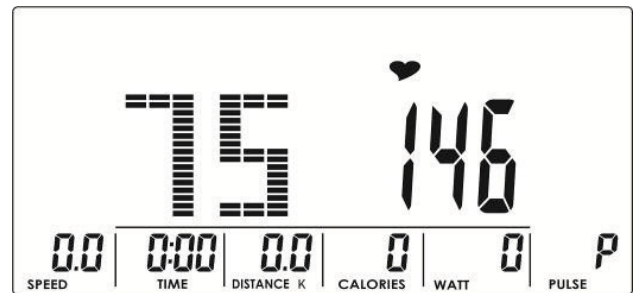 75 146
0.0 0:00 0.0 0 0 P
SPEED TIME DISTANCE K CALORIES WATT PULSE